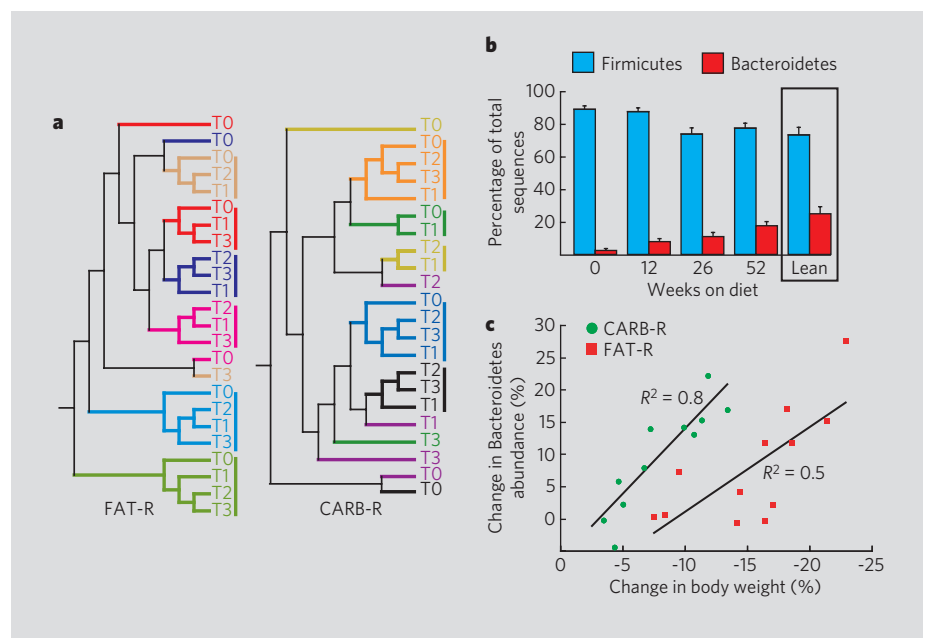 a
T0
T0
T0
T2
T1
T0
T1
T3
T2
T3
T1
T2
T1
T3
T0
T3
T0
T2
T1
T3
T0
T1
T2
T3
FAT-R
T0
T0
T2
T3
T1
T0
T1
T2
T1
T2
T0
T2
T3
T1
T2
T3
T1
T1
T3
T3
T0
T0
CARB-R
b
Firmicutes
Bacteroidetes
Percentage of total
sequences
100
80
60
40
20
0
12
26
52
Lean
Weeks on diet
c
CARB-R
FAT-R
Change in Bacteroidetes
abundance (%)
30
25
20
15
10
5
0
R² = 0.8
R² = 0.5
0
-5
-10
-15
-20
-25
Change in body weight (%)